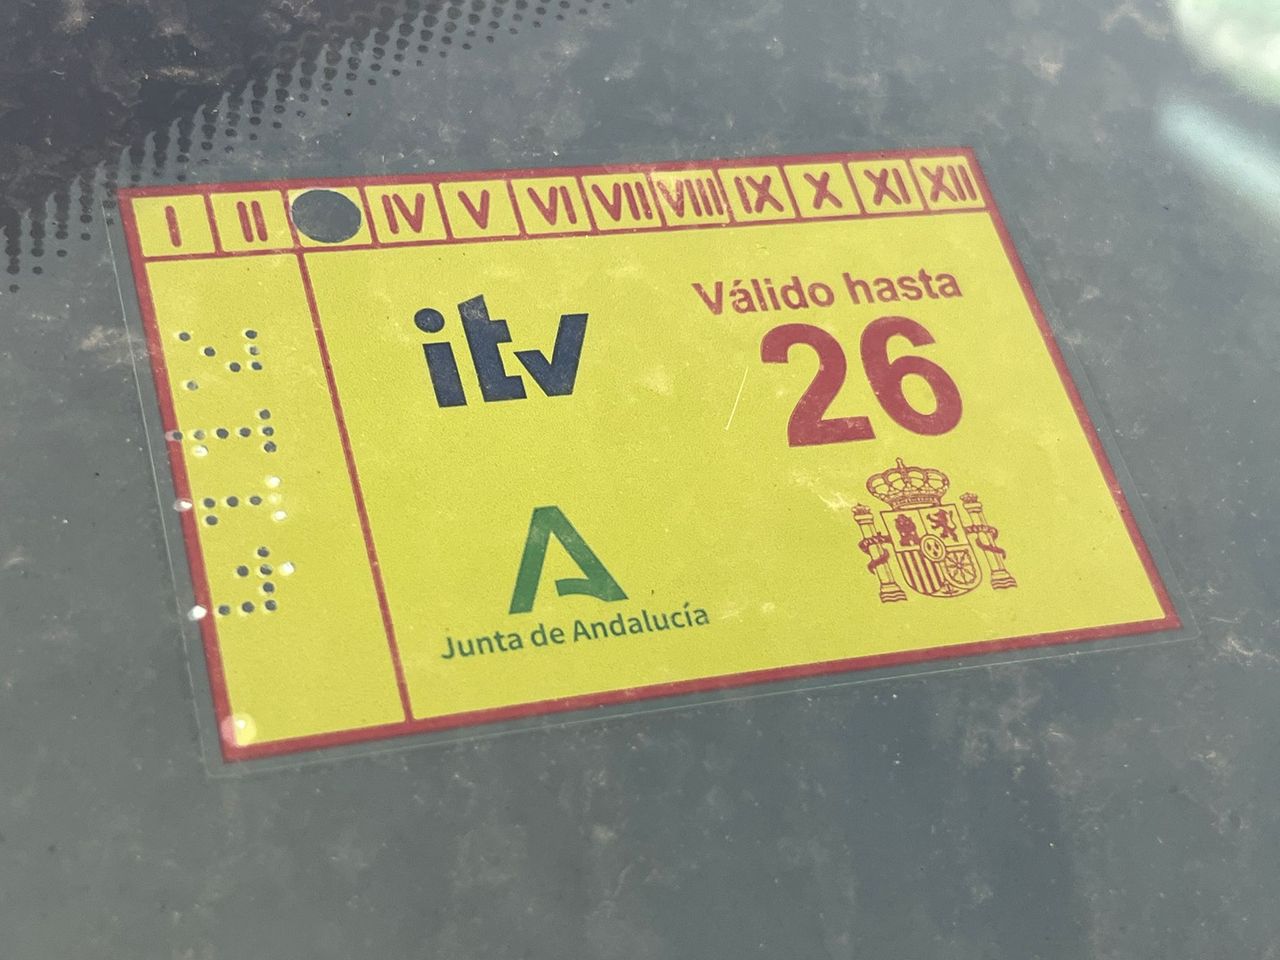 I II IV V VI VII VIII IX X XI XII
itv
Válido hasta
26
Junta de Andalucía